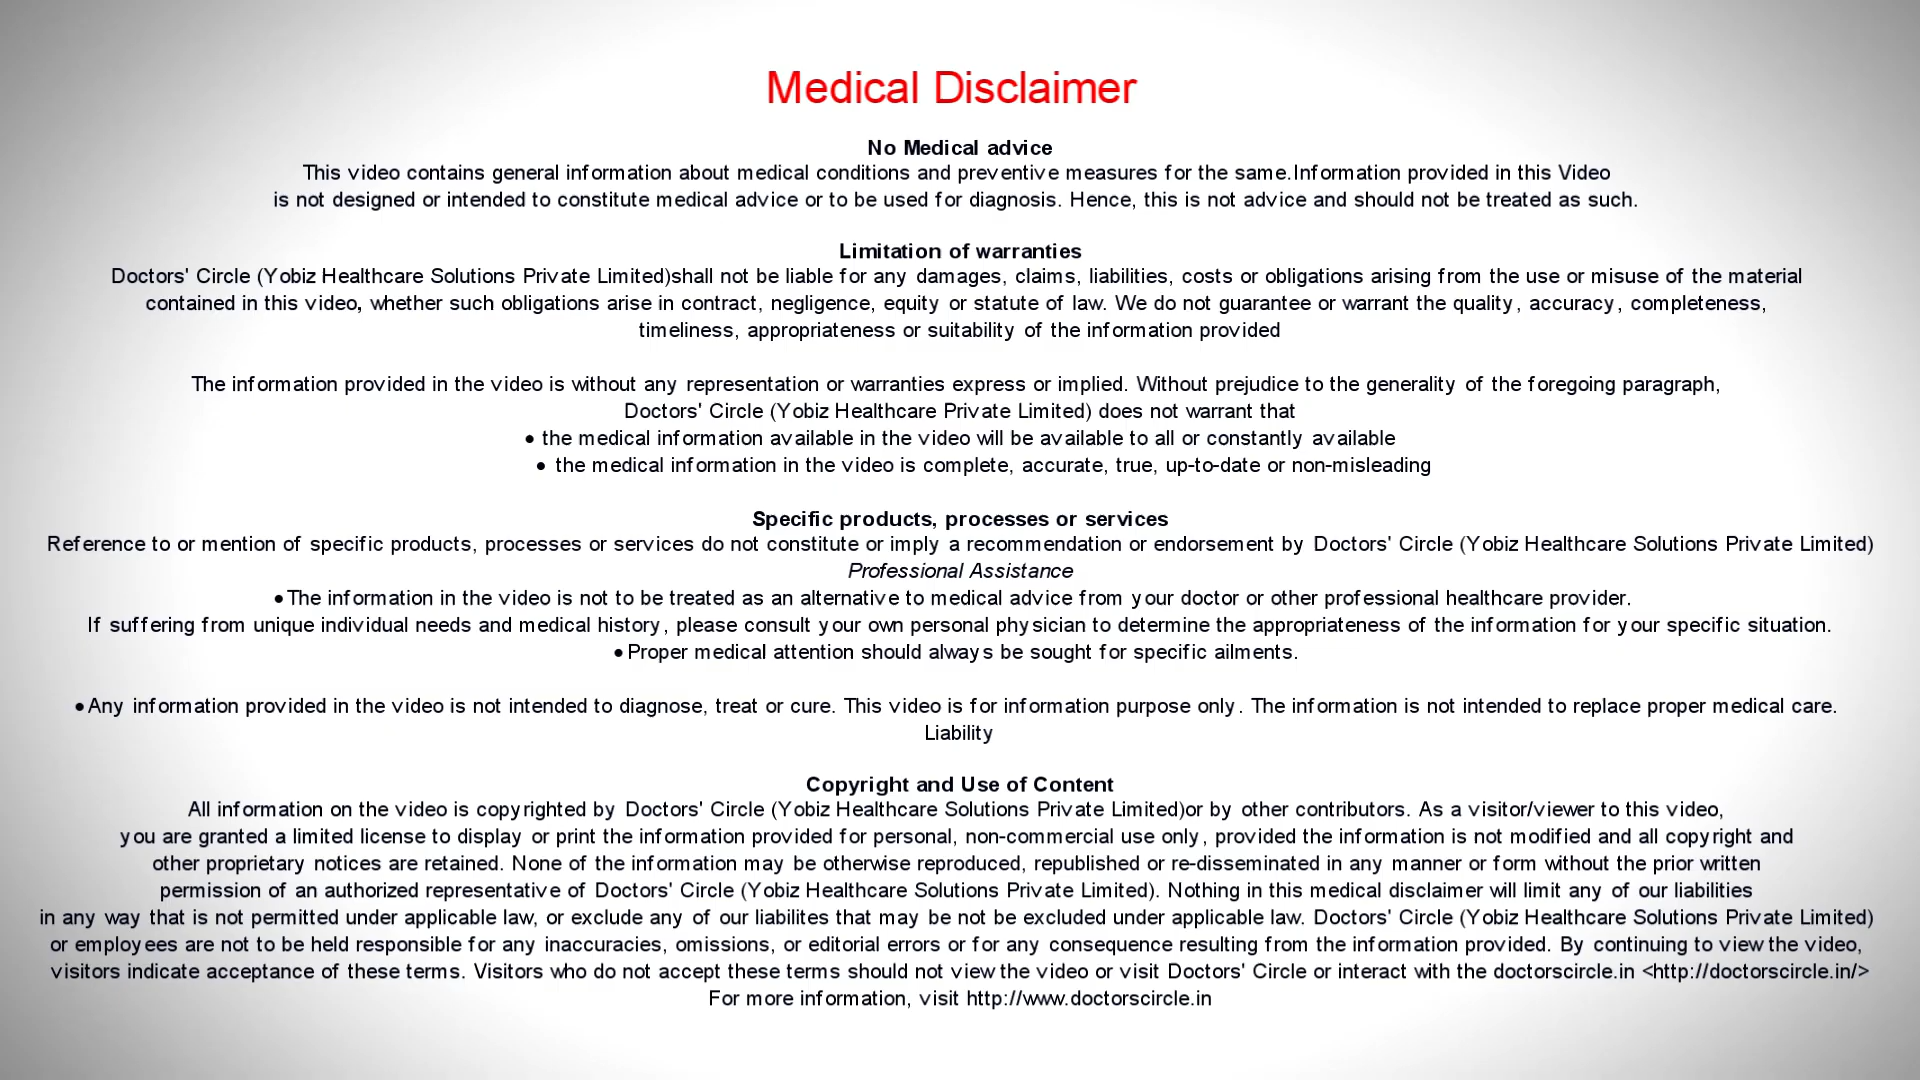 Medical Disclaimer
No Medical advice
This video contains general information about medical conditions and preventive measures for the same.Information provided in this Video
is not designed or intended to constitute medical advice or to be used for diagnosis. Hence, this is not advice and should not be treated as such.
Limitation of warranties
Doctors' Circle (Yobiz Healthcare Solutions Private Limited)shall not be liable for any damages, claims, liabilities, costs or obligations arising from the use or misuse of the material
contained in this video, whether such obligations arise in contract, negligence, equity or statute of law. We do not guarantee or warrant the quality, accuracy, completeness,
timeliness, appropriateness or suitability of the information provided
The information provided in the video is without any representation or warranties express or implied. Without prejudice to the generality of the foregoing paragraph,
Doctors' Circle (Yobiz Healthcare Private Limited) does not warrant that
• the medical information available in the video will be available to all or constantly available
• the medical information in the video is complete, accurate, true, up-to-date or non-misleading
Specific products, processes or services
Reference to or mention of specific products, processes or services do not constitute or imply a recommendation or endorsement by Doctors' Circle (Yobiz Healthcare Solutions Private Limited)
Professional Assistance
•The information in the video is not to be treated as an alternative to medical advice from your doctor or other professional healthcare provider.
If suffering from unique individual needs and medical history, please consult your own personal physician to determine the appropriateness of the information for your specific situation.
•Proper medical attention should always be sought for specific ailments.
•Any information provided in the video is not intended to diagnose, treat or cure. This video is for information purpose only. The information is not intended to replace proper medical care.
Liability
Copyright and Use of Content
All information on the video is copyrighted by Doctors' Circle (Yobiz Healthcare Solutions Private Limited)or by other contributors. As a visitor/viewer to this video,
you are granted a limited license to display or print the information provided for personal, non-commercial use only, provided the information is not modified and all copyright and
other proprietary notices are retained. None of the information may be otherwise reproduced, republished or re-disseminated in any manner or form without the prior written
permission of an authorized representative of Doctors' Circle (Yobiz Healthcare Solutions Private Limited). Nothing in this medical disclaimer will limit any of our liabilities
in any way that is not permitted under applicable law, or exclude any of our liabilites that may be not be excluded under applicable law. Doctors' Circle (Yobiz Healthcare Solutions Private Limited)
or employees are not to be held responsible for any inaccuracies, omissions, or editorial errors or for any consequence resulting from the information provided. By continuing to view the video,
visitors indicate acceptance of these terms. Visitors who do not accept these terms should not view the video or visit Doctors' Circle or interact with the doctorscircle.in <http://doctorscircle.in/>
For more information, visit http://www.doctorscircle.in